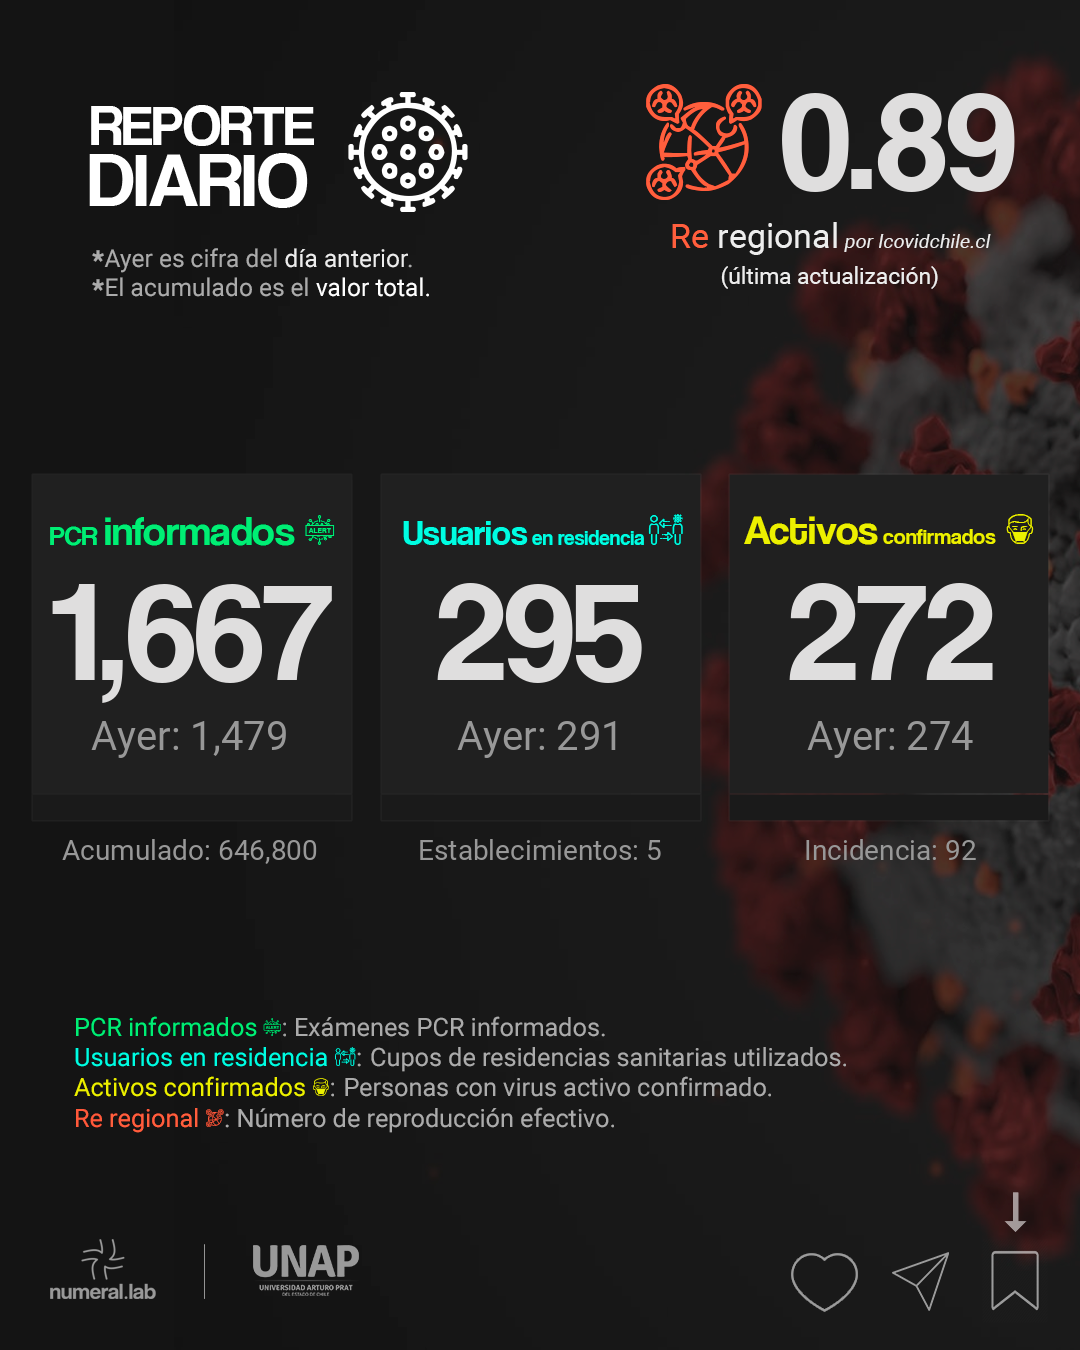 REPORTE
DIARIO
*Ayer es cifra del día anterior.
*El acumulado es el valor total.
0.89
Re regional por Icovidchile.cl
(última actualización)
PCR informados ALERT
1,667
Ayer: 1,479
Acumulado: 646,800
Usuarios en residencia
295
Ayer: 291
Establecimientos: 5
Activos confirmados
272
Ayer: 274
Incidencia: 92
PCR informados ALERT: Exámenes PCR informados.
Usuarios en residencia : Cupos de residencias sanitarias utilizados.
Activos confirmados : Personas con virus activo confirmado.
Re regional : Número de reproducción efectivo.
numeral.lab
UNAP
UNIVERSIDAD ARTURO PRAT
DEL ESTADO DE CHILE